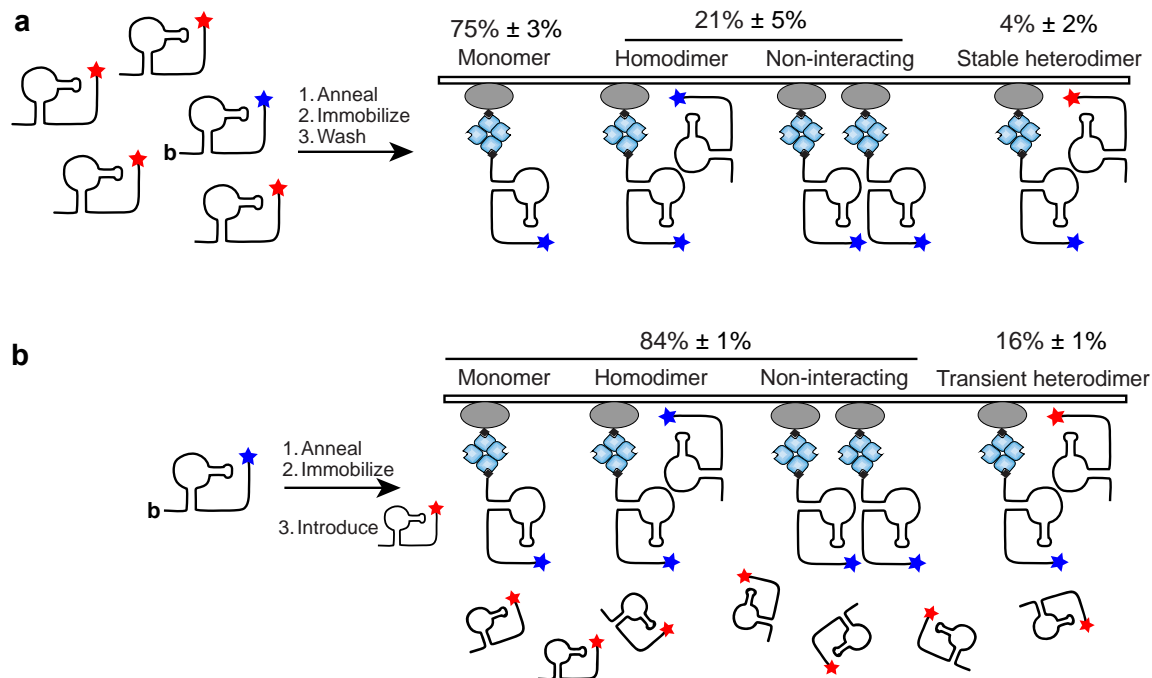 a
75% ± 3%
21% ± 5%
4% ± 2%
Monomer
Homodimer
Non-interacting
Stable heterodimer
1. Anneal
2. Immobilize
3. Wash
b
b
84% ± 1%
16% ± 1%
Monomer
Homodimer
Non-interacting
Transient heterodimer
1. Anneal
2. Immobilize
3. Introduce
b